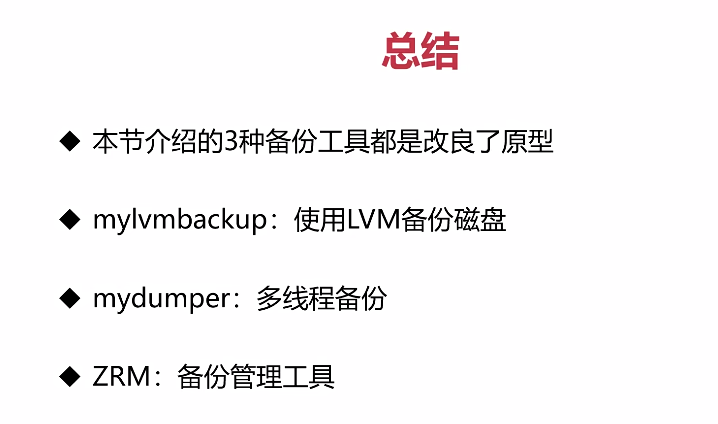 总结
◆ 本节介绍的3种备份工具都是改良了原型
◆ mylvmbackup：使用LVM备份磁盘
◆ mydumper：多线程备份
◆ ZRM：备份管理工具